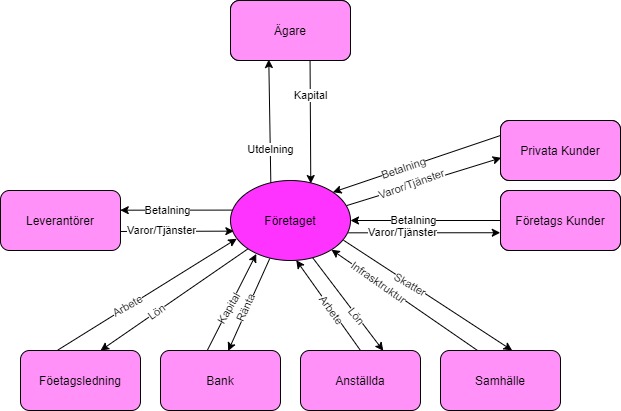 Ägare
Kapital
Utdelning
Betalning
Privata Kunder
Varor/Tjänster
Leverantörer
Betalning
Varor/Tjänster
Företaget
Betalning
Varor/Tjänster
Företags Kunder
Arbete
Lön
Kapital
Ränta
Arbete
Lön
Infrasktruktur
Skatter
Föetagsledning
Bank
Anställda
Samhälle